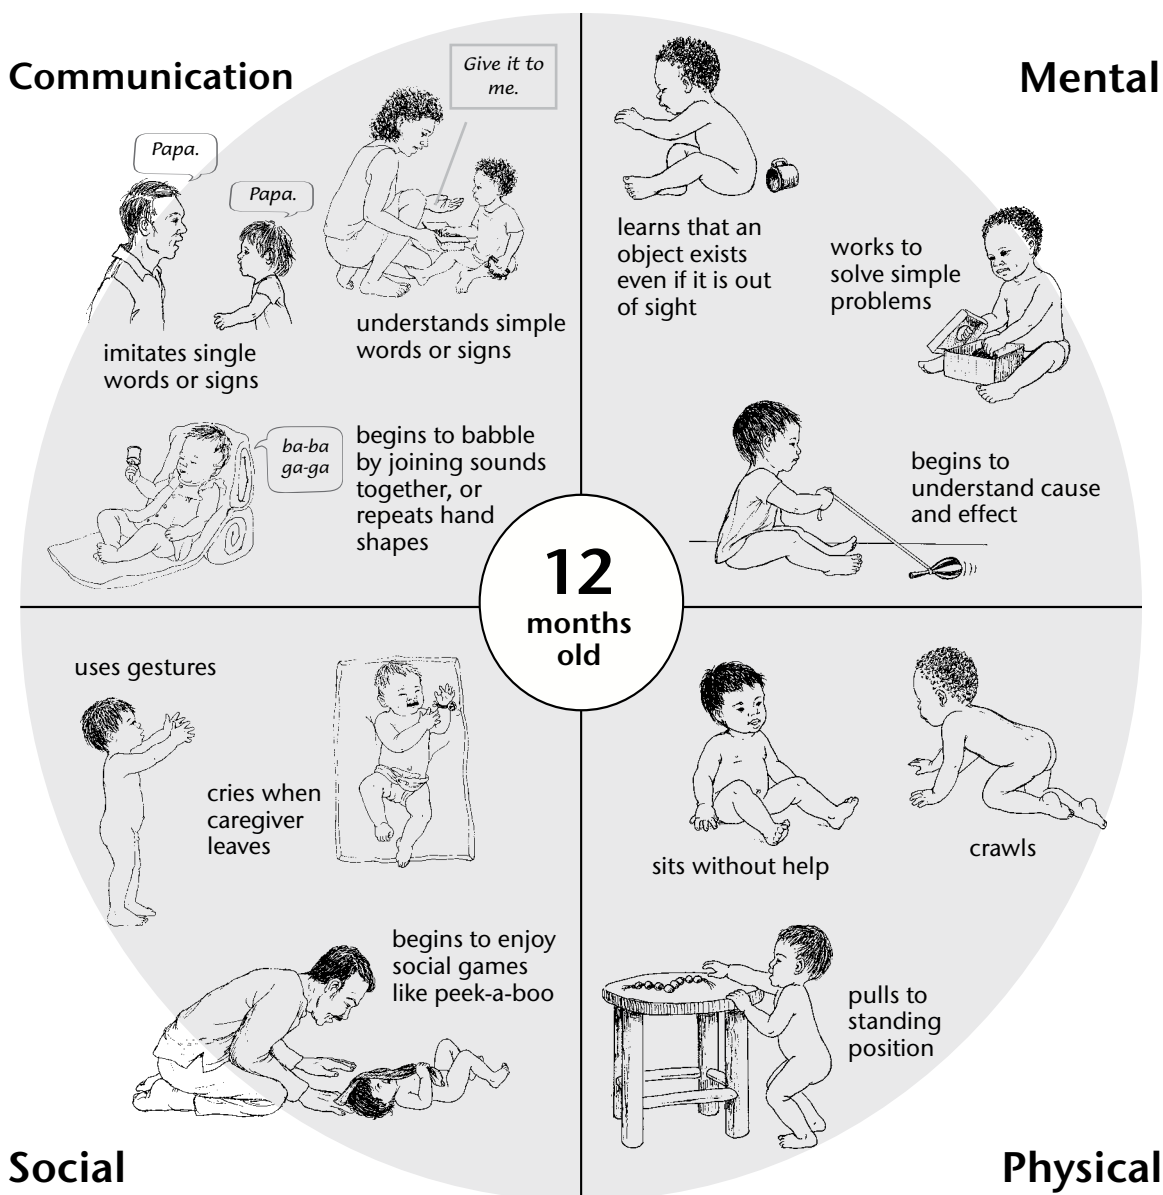 Communication
Give it to
me.
Papa.
Papa.
understands simple
words or signs
imitates single
words or signs
ba-ba
ga-ga
begins to babble
by joining sounds
together, or
repeats hand
shapes
Mental
learns that an
object exists
even if it is out
of sight
works to
solve simple
problems
begins to
understand cause
and effect
12
months
old
uses gestures
cries when
caregiver
leaves
begins to enjoy
social games
like peek-a-boo
Social
sits without help
crawls
pulls to
standing
position
Physical